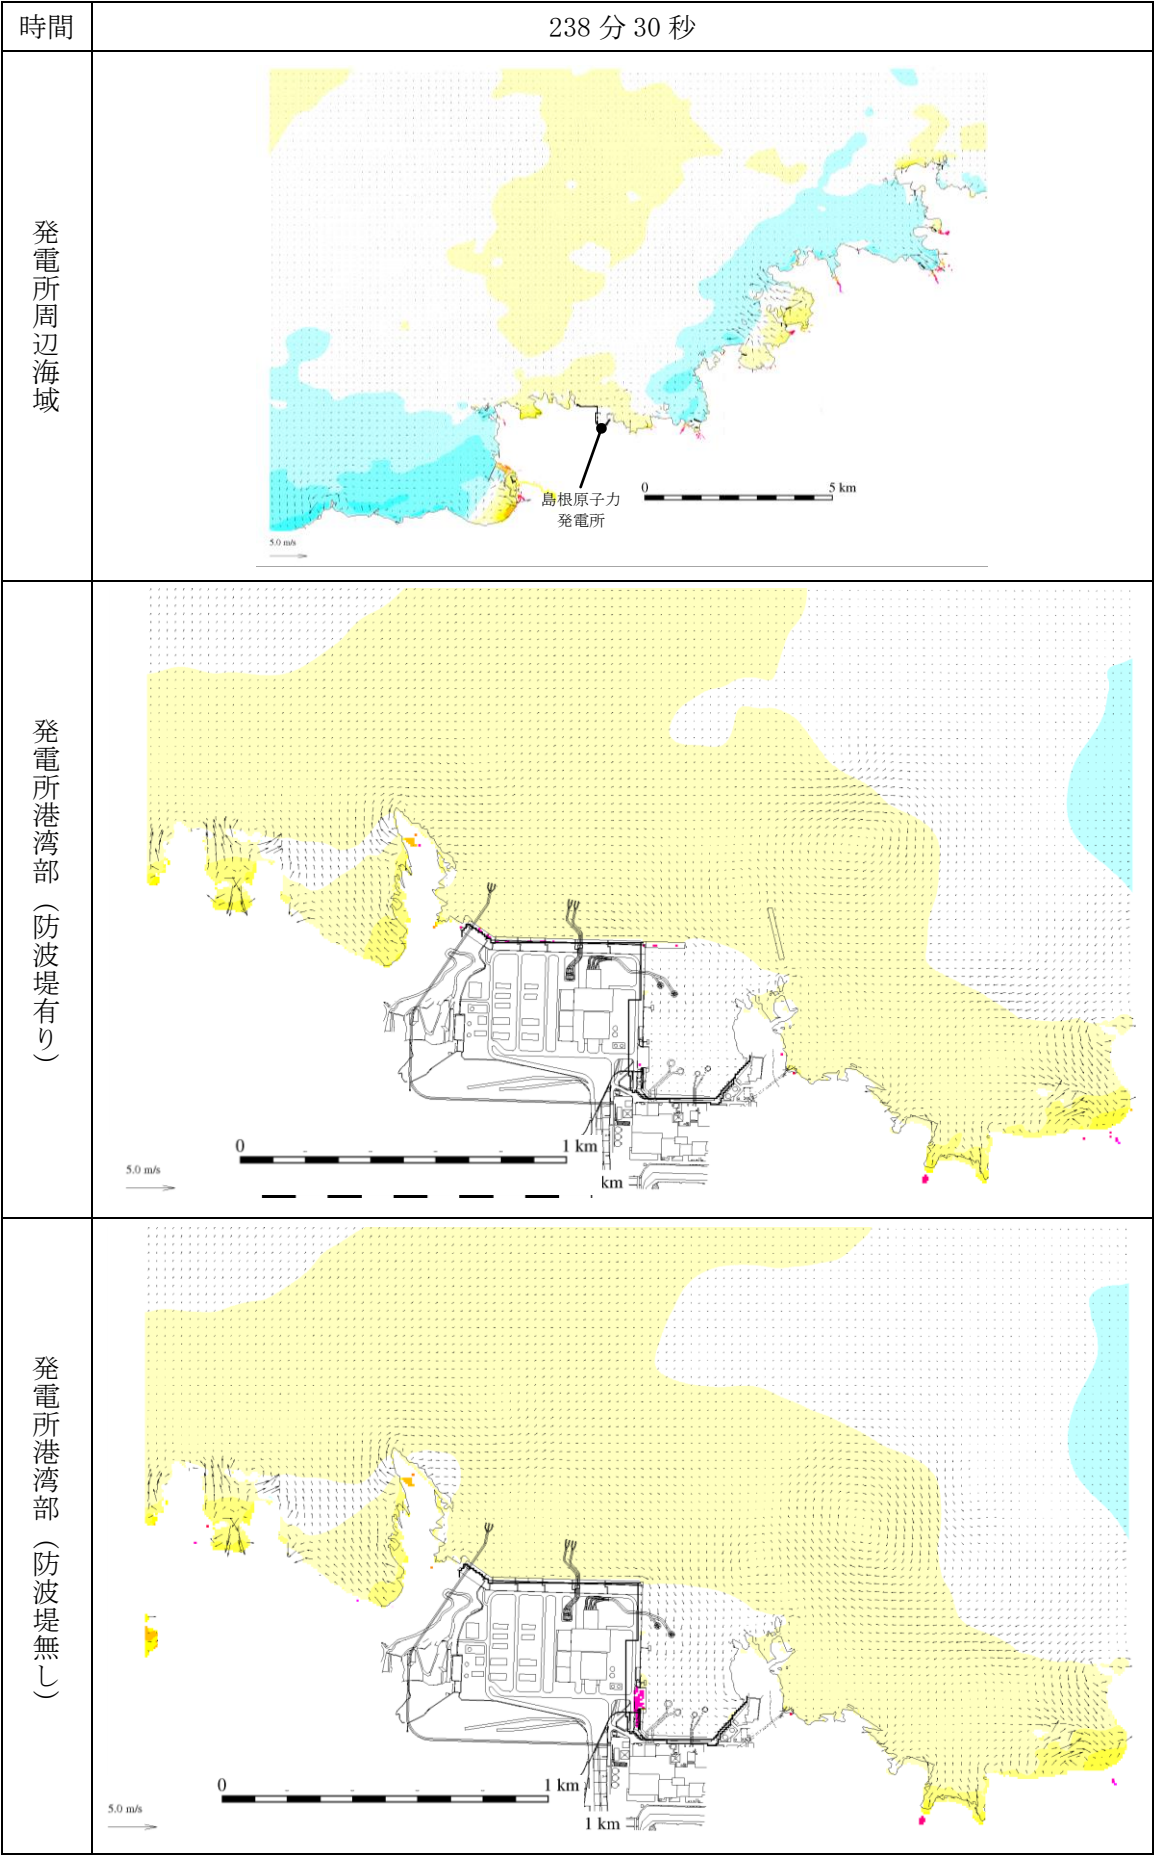 時間
238 分 30 秒
発電所周辺海域
島根原子力
発電所
0
5 km
5.0 m/s
発電所港湾部（防波堤有り）
0
1 km
5.0 m/s
km
発電所港湾部（防波堤無し）
0
1 km
5.0 m/s
1 km